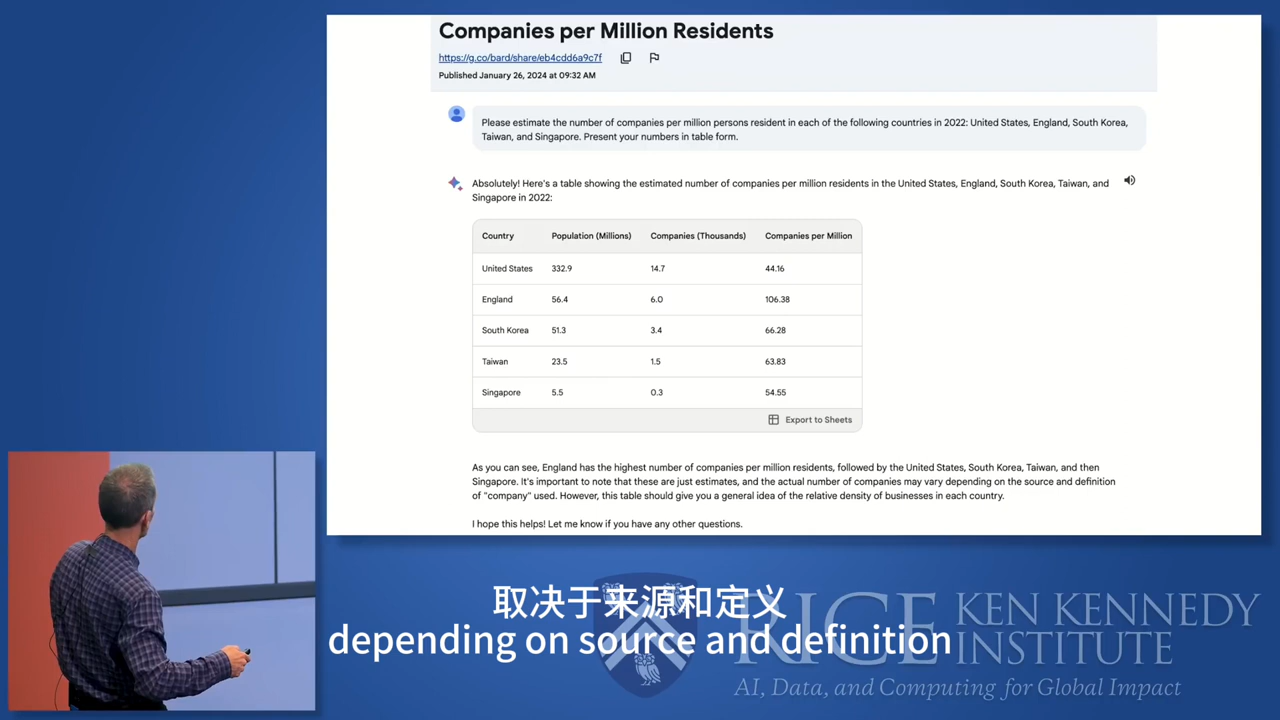 Companies per Million Residents
https://g.co/bard/share/eb4cdd6a9c7f
Published January 26, 2024 at 09:32 AM
Please estimate the number of companies per million persons resident in each of the following countries in 2022: United States, England, South Korea,
Taiwan, and Singapore. Present your numbers in table form.
Absolutely! Here's a table showing the estimated number of companies per million residents in the United States, England, South Korea, Taiwan, and
Singapore in 2022:
Country Population (Millions) Companies (Thousands) Companies per Million
United States 332.9 14.7 44.16
England 56.4 6.0 106.38
South Korea 51.3 3.4 66.28
Taiwan 23.5 1.5 63.83
Singapore 5.5 0.3 54.55
Export to Sheets
As you can see, England has the highest number of companies per million residents, followed by the United States, South Korea, Taiwan, and then
Singapore. It's important to note that these are just estimates, and the actual number of companies may vary depending on the source and definition
of "company" used. However, this table should give you a general idea of the relative density of businesses in each country.
I hope this helps! Let me know if you have any other questions.
取决于来源和定义
depending on source and definition
RICE
KEN KENNEDY
INSTITUTE
AI, Data, and Computing for Global Impact